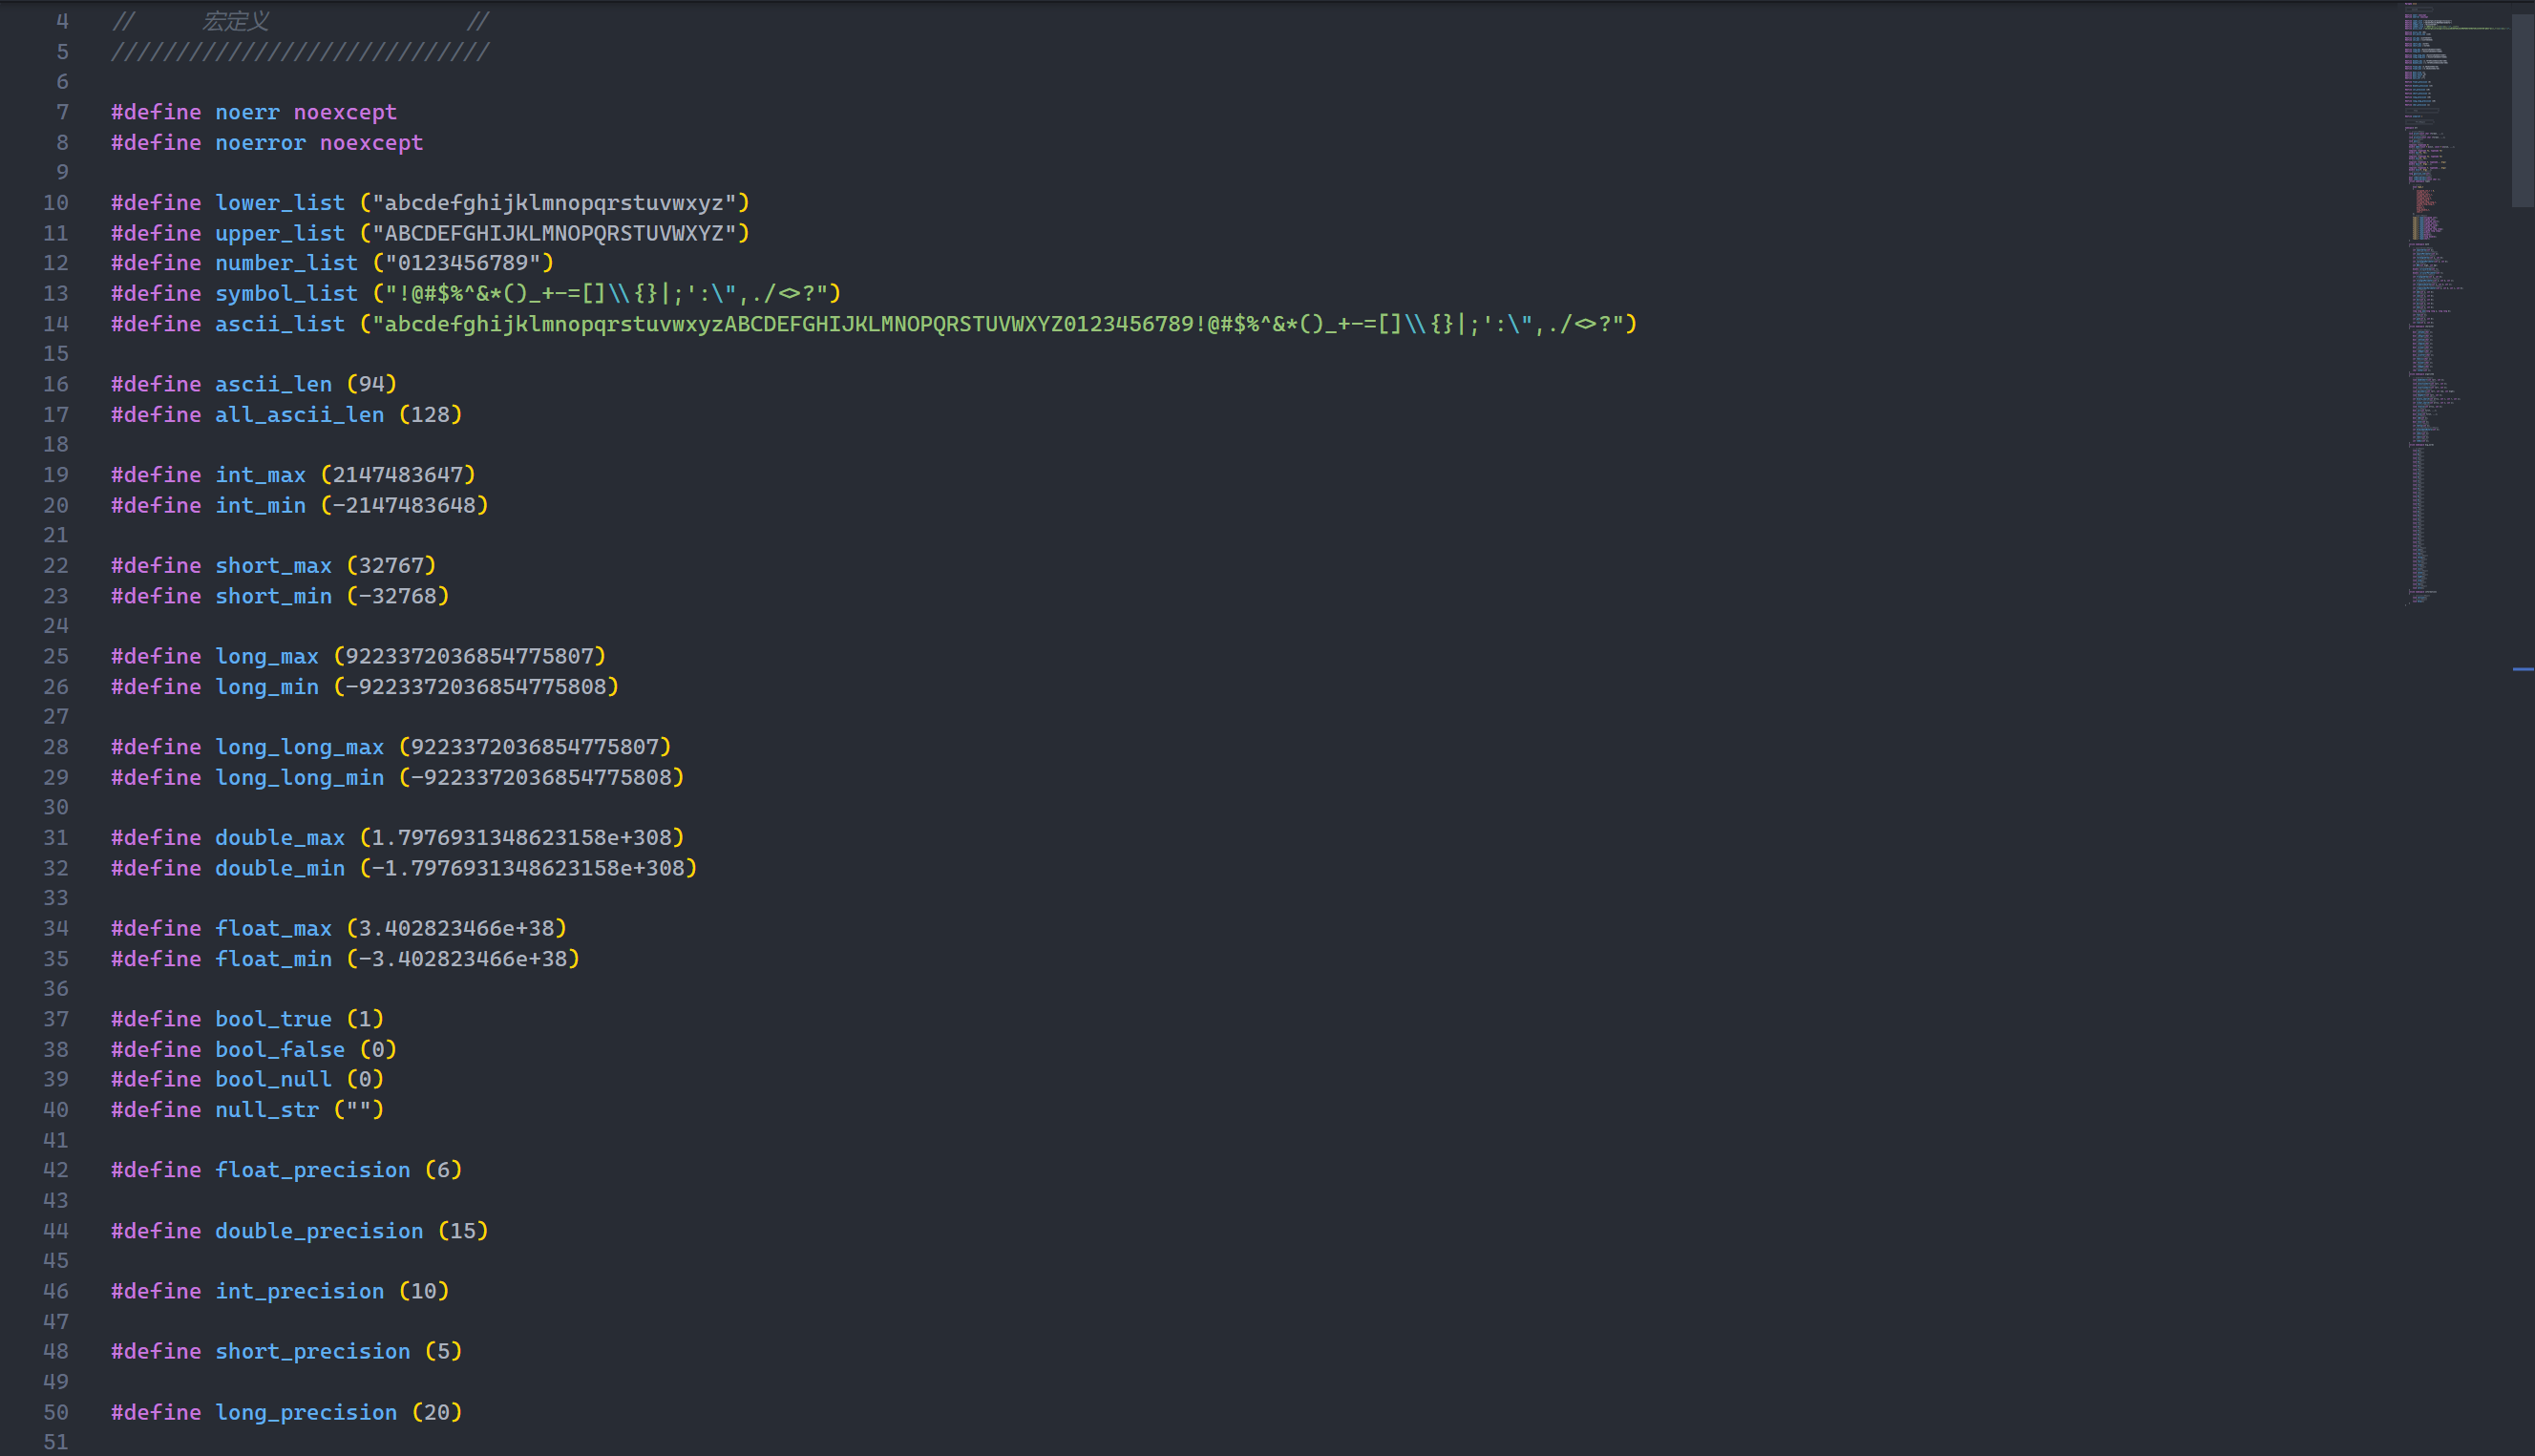 4 // 宏定义 //
5 /////////////////////////////
6
7 #define noerr noexcept
8 #define noerror noexcept
9
10 #define lower_list ("abcdefghijklmnopqrstuvwxyz")
11 #define upper_list ("ABCDEFGHIJKLMNOPQRSTUVWXYZ")
12 #define number_list ("0123456789")
13 #define symbol_list ("!@#$%^&*()_+-=[]\\{}|;':\",./<>?")
14 #define ascii_list ("abcdefghijklmnopqrstuvwxyzABCDEFGHIJKLMNOPQRSTUVWXYZ0123456789!@#$%^&*()_+-=[]\\{}|;':\",./<>?")
15
16 #define ascii_len (94)
17 #define all_ascii_len (128)
18
19 #define int_max (2147483647)
20 #define int_min (-2147483648)
21
22 #define short_max (32767)
23 #define short_min (-32768)
24
25 #define long_max (9223372036854775807)
26 #define long_min (-9223372036854775808)
27
28 #define long_long_max (9223372036854775807)
29 #define long_long_min (-9223372036854775808)
30
31 #define double_max (1.7976931348623158e+308)
32 #define double_min (-1.7976931348623158e+308)
33
34 #define float_max (3.402823466e+38)
35 #define float_min (-3.402823466e+38)
36
37 #define bool_true (1)
38 #define bool_false (0)
39 #define bool_null (0)
40 #define null_str ("")
41
42 #define float_precision (6)
43
44 #define double_precision (15)
45
46 #define int_precision (10)
47
48 #define short_precision (5)
49
50 #define long_precision (20)
51